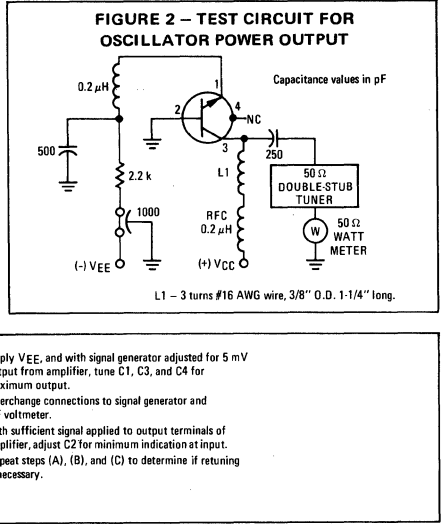 FIGURE 2 – TEST CIRCUIT FOR
OSCILLATOR POWER OUTPUT
Capacitance values in pF
0.2 μH
1
2
4
NC
3
500
250
2.2 k
L1
50 Ω
DOUBLE-STUB
TUNER
1000
RFC
0.2 μH
W
50 Ω
WATT
METER
(-) VEE
(+) VCC
L1 – 3 turns #16 AWG wire, 3/8" O.D. 1-1/4" long.
ply VEE, and with signal generator adjusted for 5 mV
tput from amplifier, tune C1, C3, and C4 for
ximum output.
erchange connections to signal generator and
voltmeter.
th sufficient signal applied to output terminals of
plifier, adjust C2 for minimum indication at input.
peat steps (A), (B), and (C) to determine if retuning
necessary.